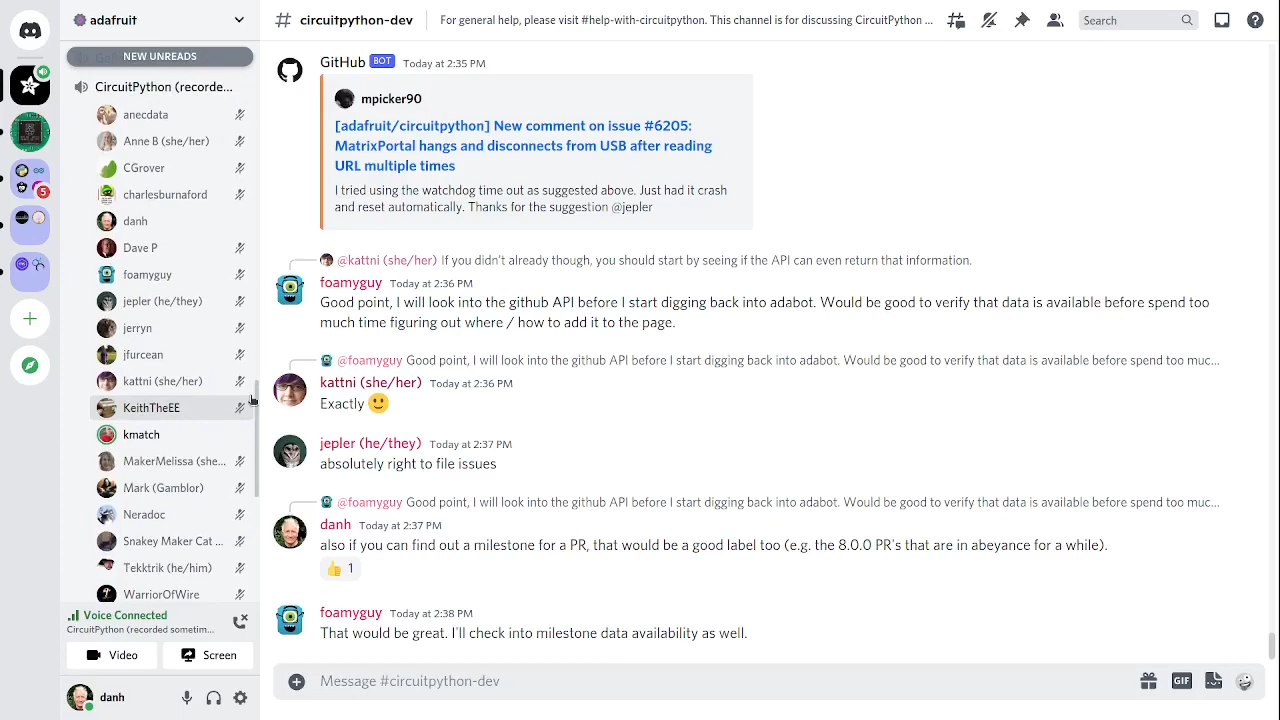 adafruit
NEW UNREADS
CircuitPython (recorde...
anecdata
Anne B (she/her)
CGrover
charlesburnaford
danh
Dave P
foamyguy
jepler (he/they)
jerryn
jfurcean
kattni (she/her)
KeithTheEE
kmatch
MakerMelissa (she...
Mark (Gamblor)
Neradoc
Snakey Maker Cat ...
Tekktrik (he/him)
WarriorOfWire
Voice Connected
CircuitPython (recorded sometim...
Video
Screen
danh
5
circuitpython-dev
For general help, please visit #help-with-circuitpython. This channel is for discussing CircuitPython ...
Search
GitHub BOT Today at 2:35 PM
mpicker90
[adafruit/circuitpython] New comment on issue #6205:
MatrixPortal hangs and disconnects from USB after reading
URL multiple times
I tried using the watchdog time out as suggested above. Just had it crash
and reset automatically. Thanks for the suggestion @jepler
@kattni (she/her) If you didn't already though, you should start by seeing if the API can even return that information.
foamyguy Today at 2:36 PM
Good point, I will look into the github API before I start digging back into adabot. Would be good to verify that data is available before spend too
much time figuring out where / how to add it to the page.
@foamyguy Good point, I will look into the github API before I start digging back into adabot. Would be good to verify that data is available before spend too muc...
kattni (she/her) Today at 2:36 PM
Exactly 🙂
jepler (he/they) Today at 2:37 PM
absolutely right to file issues
@foamyguy Good point, I will look into the github API before I start digging back into adabot. Would be good to verify that data is available before spend too muc...
danh Today at 2:37 PM
also if you can find out a milestone for a PR, that would be a good label too (e.g. the 8.0.0 PR's that are in abeyance for a while).
👍 1
foamyguy Today at 2:38 PM
That would be great. I'll check into milestone data availability as well.
Message #circuitpython-dev
GIF